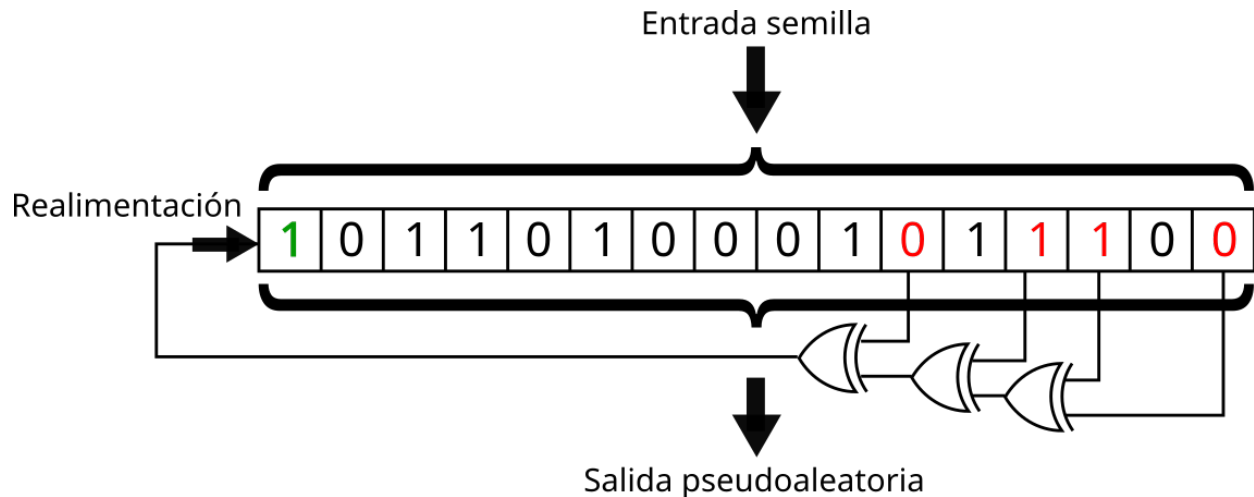 Entrada semilla
Realimentación
1 0 1 1 0 1 0 0 0 1 0 1 1 1 0 0
Salida pseudoaleatoria